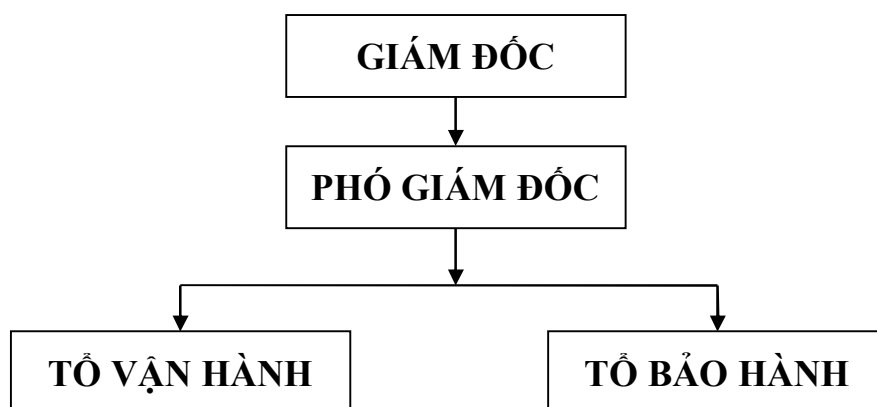 GIÁM ĐỐC
PHÓ GIÁM ĐỐC
TỔ VẬN HÀNH
TỔ BẢO HÀNH